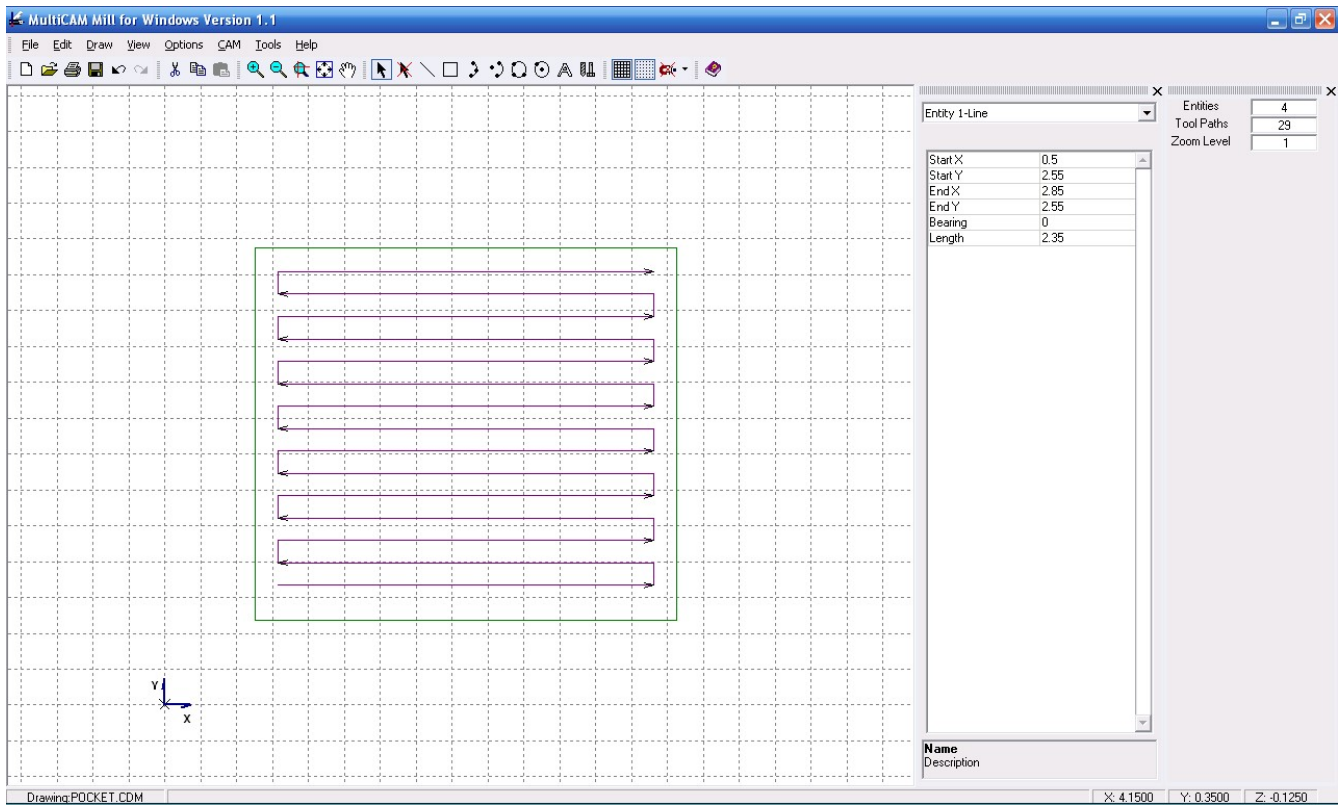 MultiCAM Mill for Windows Version 1.1
File Edit Draw View Options CAM Tools Help
Entity 1-Line
Entities 4
Tool Paths 29
Zoom Level 1
Start X 0.5
Start Y 2.55
End X 2.85
End Y 2.55
Bearing 0
Length 2.35
Y
X
Name
Description
Drawing:POCKET.CDM
X: 4.1500 Y: 0.3500 Z: -0.1250